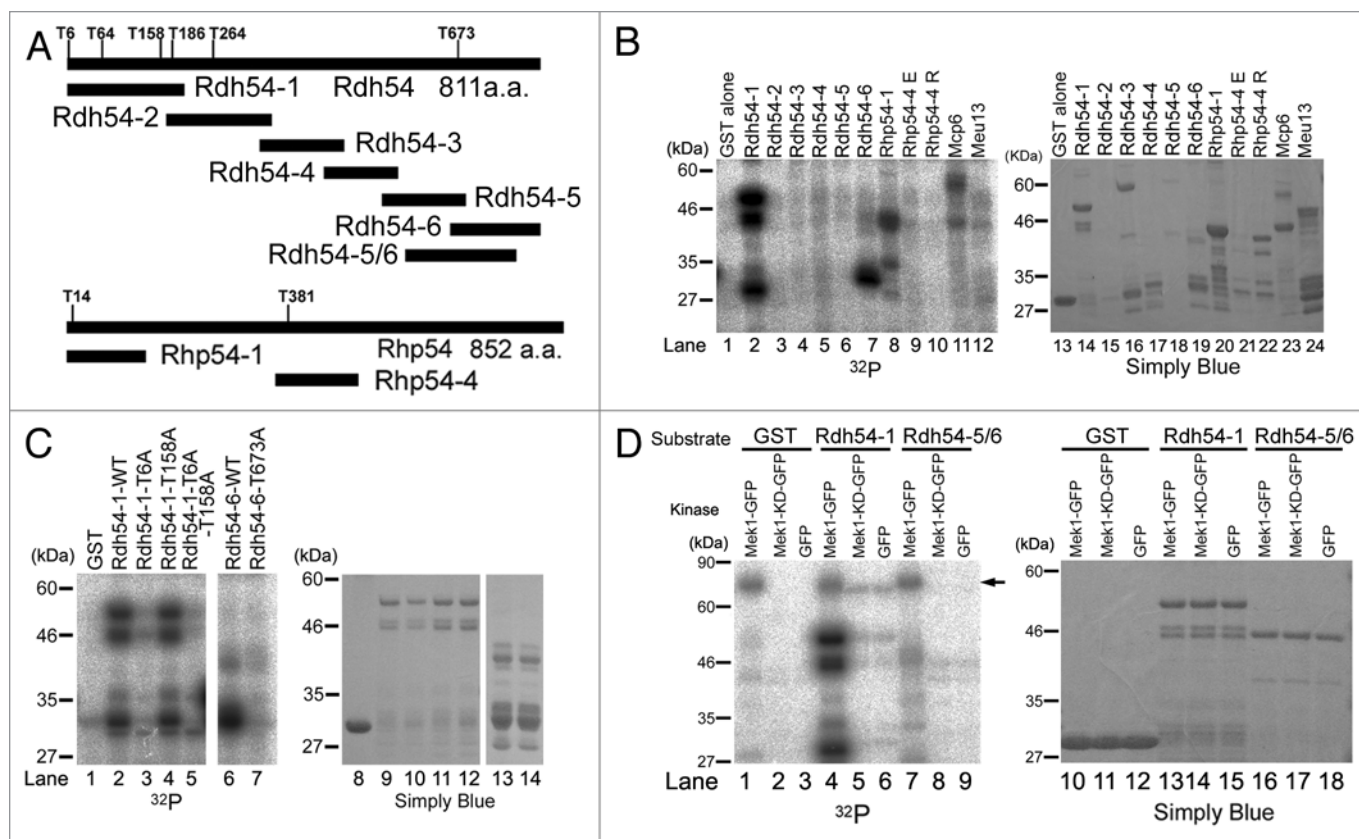 A
T6
T64
T158
T186
T264
T673
Rdh54-1
Rdh54
811a.a.
Rdh54-2
Rdh54-3
Rdh54-4
Rdh54-5
Rdh54-6
Rdh54-5/6
T14
T381
Rhp54-1
Rhp54
852 a.a.
Rhp54-4
B
GST alone
Rdh54-1
Rdh54-2
Rdh54-3
Rdh54-4
Rdh54-5
Rdh54-6
Rhp54-1
Rhp54-4 E
Rhp54-4 R
Mcp6
Meu13
(kDa)
60
46
35
27
Lane 1 2 3 4 5 6 7 8 9 10 11 12
32P
GST alone
Rdh54-1
Rdh54-2
Rdh54-3
Rdh54-4
Rdh54-5
Rdh54-6
Rhp54-1
Rhp54-4 E
Rhp54-4 R
Mcp6
Meu13
(KDa)
60
46
35
27
13 14 15 16 17 18 19 20 21 22 23 24
Simply Blue
C
GST
Rdh54-1-WT
Rdh54-1-T6A
Rdh54-1-T158A
Rdh54-1-T6A
-T158A
Rdh54-6-WT
Rdh54-6-T673A
(kDa)
60
46
35
27
Lane 1 2 3 4 5 6 7
32P
(kDa)
60
46
35
27
8 9 10 11 12 13 14
Simply Blue
D
Substrate GST Rdh54-1 Rdh54-5/6
Kinase
Mek1-GFP
Mek1-KD-GFP
GFP
Mek1-GFP
Mek1-KD-GFP
GFP
Mek1-GFP
Mek1-KD-GFP
GFP
(kDa)
90
60
46
35
27
Lane 1 2 3 4 5 6 7 8 9
32P
GST Rdh54-1 Rdh54-5/6
Mek1-GFP
Mek1-KD-GFP
GFP
Mek1-GFP
Mek1-KD-GFP
GFP
Mek1-GFP
Mek1-KD-GFP
GFP
(kDa)
60
46
35
27
10 11 12 13 14 15 16 17 18
Simply Blue